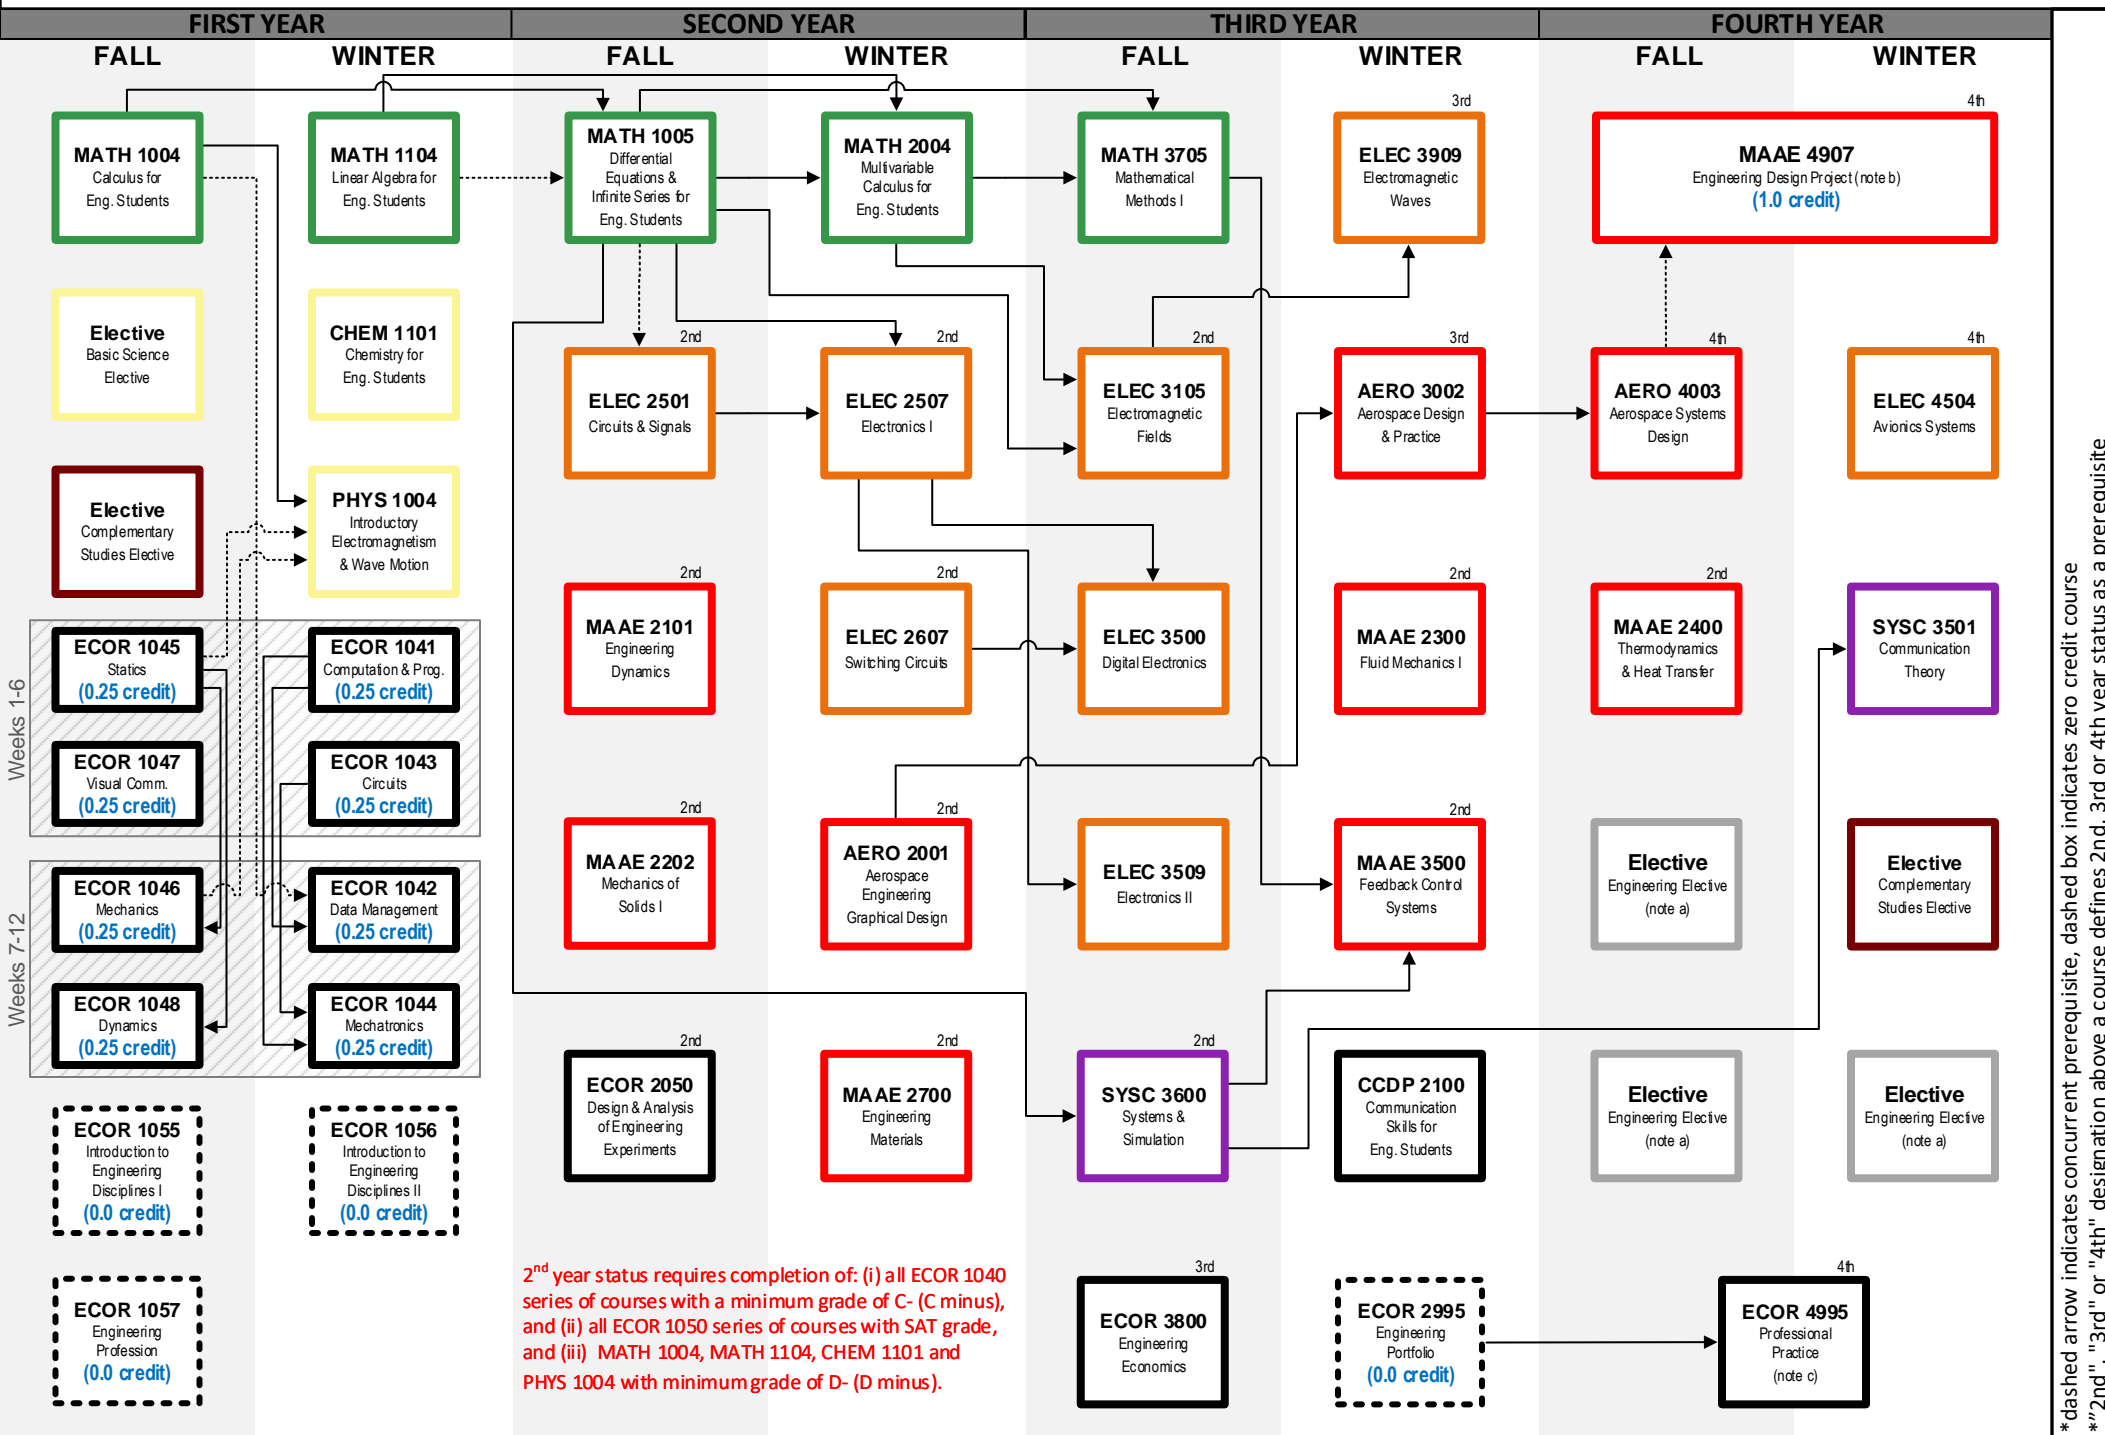 FIRST YEAR
SECOND YEAR
THIRD YEAR
FOURTH YEAR
FALL
WINTER
FALL
WINTER
FALL
WINTER
FALL
WINTER
MATH 1004
Calculus for
Eng. Students
MATH 1104
Linear Algebra for
Eng. Students
MATH 1005
Differential
Equations &
Infinite Series for
Eng. Students
MATH 2004
Multivariable
Calculus for
Eng. Students
MATH 3705
Mathematical
Methods I
3rd
ELEC 3909
Electromagnetic
Waves
4th
MAAE 4907
Engineering Design Project (note b)
(1.0 credit)
Elective
Basic Science
Elective
CHEM 1101
Chemistry for
Eng. Students
2nd
ELEC 2501
Circuits & Signals
2nd
ELEC 2507
Electronics I
2nd
ELEC 3105
Electromagnetic
Fields
3rd
AERO 3002
Aerospace Design
& Practice
4th
AERO 4003
Aerospace Systems
Design
4th
ELEC 4504
Avionics Systems
Elective
Complementary
Studies Elective
PHYS 1004
Introductory
Electromagnetism
& Wave Motion
2nd
MAAE 2101
Engineering
Dynamics
2nd
ELEC 2607
Switching Circuits
ELEC 3500
Digital Electronics
2nd
MAAE 2300
Fluid Mechanics I
2nd
MAAE 2400
Thermodynamics
& Heat Transfer
SYSC 3501
Communication
Theory
Weeks 1-6
ECOR 1045
Statics
(0.25 credit)
ECOR 1041
Computation & Prog.
(0.25 credit)
ECOR 1047
Visual Comm.
(0.25 credit)
ECOR 1043
Circuits
(0.25 credit)
2nd
MAAE 2202
Mechanics of
Solids I
2nd
AERO 2001
Aerospace
Engineering
Graphical Design
ELEC 3509
Electronics II
2nd
MAAE 3500
Feedback Control
Systems
Elective
Engineering Elective
(note a)
Elective
Complementary
Studies Elective
Weeks 7-12
ECOR 1046
Mechanics
(0.25 credit)
ECOR 1042
Data Management
(0.25 credit)
ECOR 1048
Dynamics
(0.25 credit)
ECOR 1044
Mechatronics
(0.25 credit)
2nd
ECOR 2050
Design & Analysis
of Engineering
Experiments
2nd
MAAE 2700
Engineering
Materials
2nd
SYSC 3600
Systems &
Simulation
CCDP 2100
Communication
Skills for
Eng. Students
Elective
Engineering Elective
(note a)
Elective
Engineering Elective
(note a)
ECOR 1055
Introduction to
Engineering
Disciplines I
(0.0 credit)
ECOR 1056
Introduction to
Engineering
Disciplines II
(0.0 credit)
ECOR 1057
Engineering
Profession
(0.0 credit)
2nd year status requires completion of: (i) all ECOR 1040
series of courses with a minimum grade of C- (C minus),
and (ii) all ECOR 1050 series of courses with SAT grade,
and (iii) MATH 1004, MATH 1104, CHEM 1101 and
PHYS 1004 with minimum grade of D- (D minus).
3rd
ECOR 3800
Engineering
Economics
ECOR 2995
Engineering
Portfolio
(0.0 credit)
4th
ECOR 4995
Professional
Practice
(note c)
*dashed arrow indicates concurrent prerequisite, dashed box indicates zero credit course
*"2nd", "3rd" or "4th" designation above a course defines 2nd, 3rd or 4th year status as a prerequisite